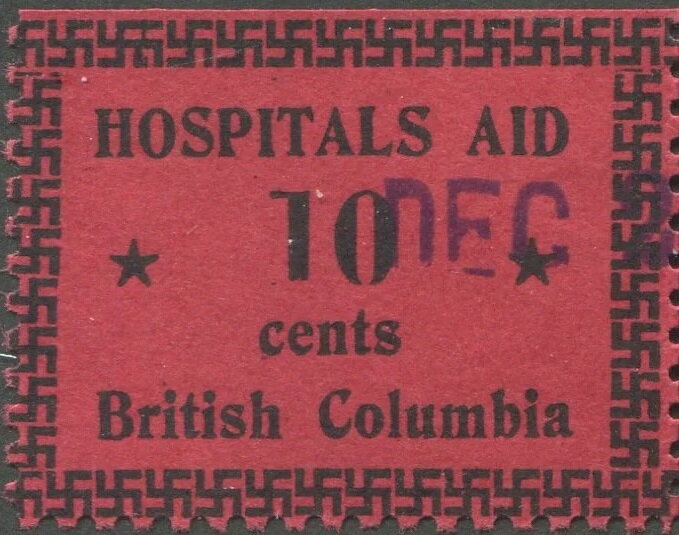 HOSPITALS AID
10 DEC
cents
British Columbia